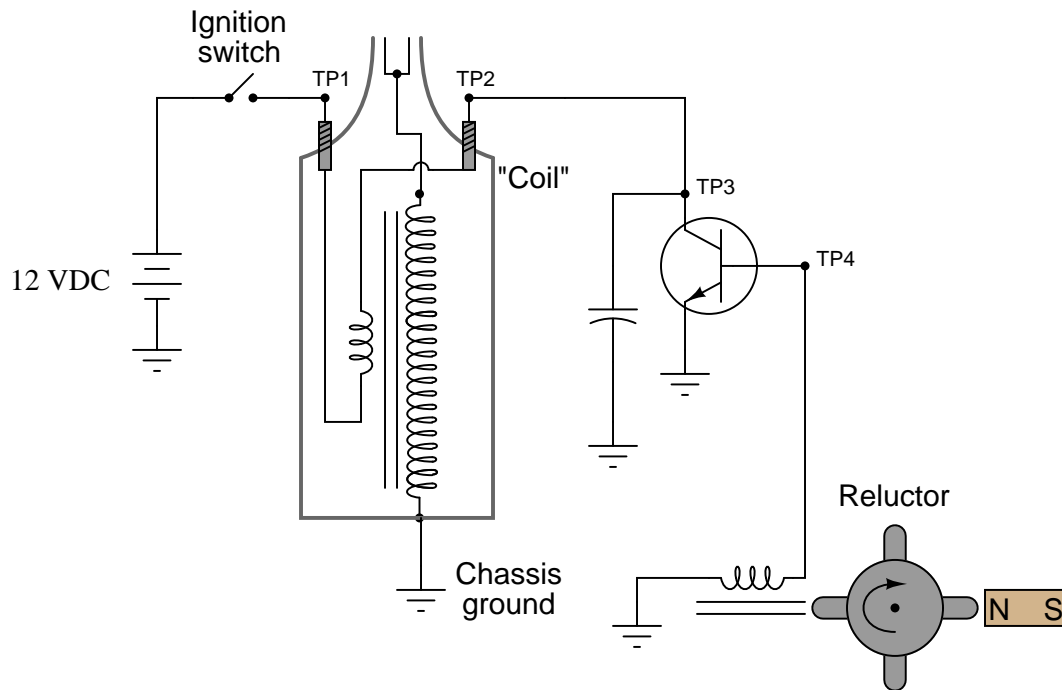 Ignition
switch
TP1
TP2
"Coil"
TP3
12 VDC
TP4
Reluctor
Chassis
ground
N S